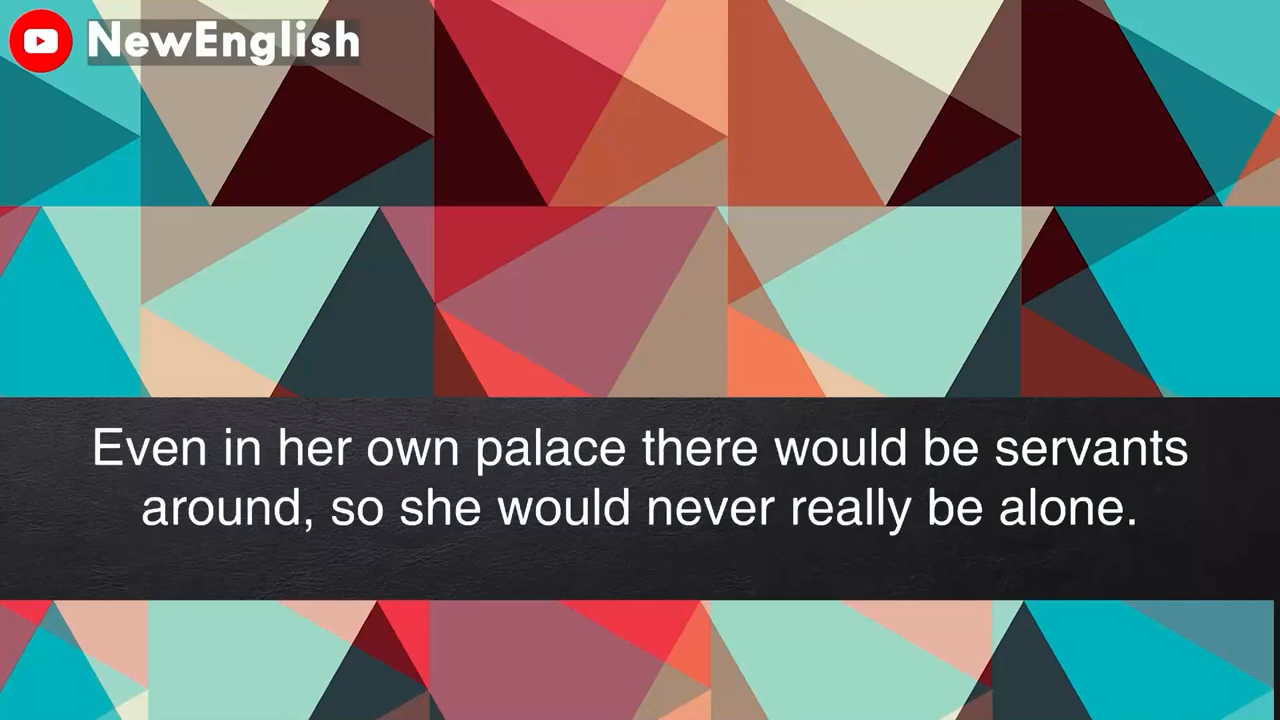 NewEnglish
Even in her own palace there would be servants
around, so she would never really be alone.